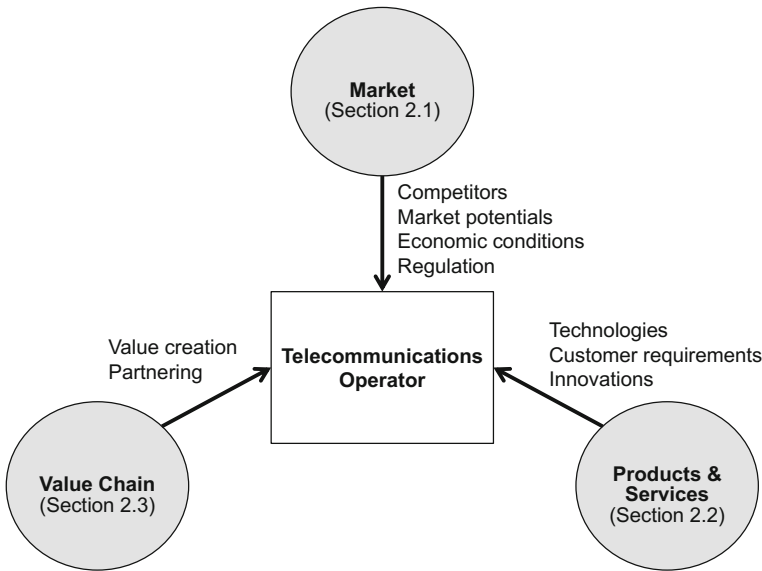 Market
(Section 2.1)
Competitors
Market potentials
Economic conditions
Regulation
Value creation
Partnering
Telecommunications
Operator
Technologies
Customer requirements
Innovations
Value Chain
(Section 2.3)
Products &
Services
(Section 2.2)